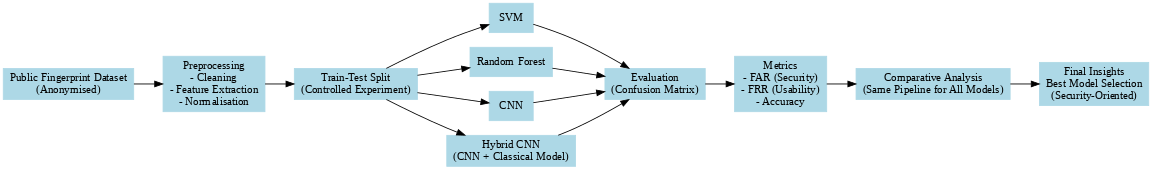 Public Fingerprint Dataset
(Anonymised)
Preprocessing
- Cleaning
- Feature Extraction
- Normalisation
Train-Test Split
(Controlled Experiment)
SVM
Random Forest
CNN
Hybrid CNN
(CNN + Classical Model)
Evaluation
(Confusion Matrix)
Metrics
- FAR (Security)
- FRR (Usability)
- Accuracy
Comparative Analysis
(Same Pipeline for All Models)
Final Insights
Best Model Selection
(Security-Oriented)